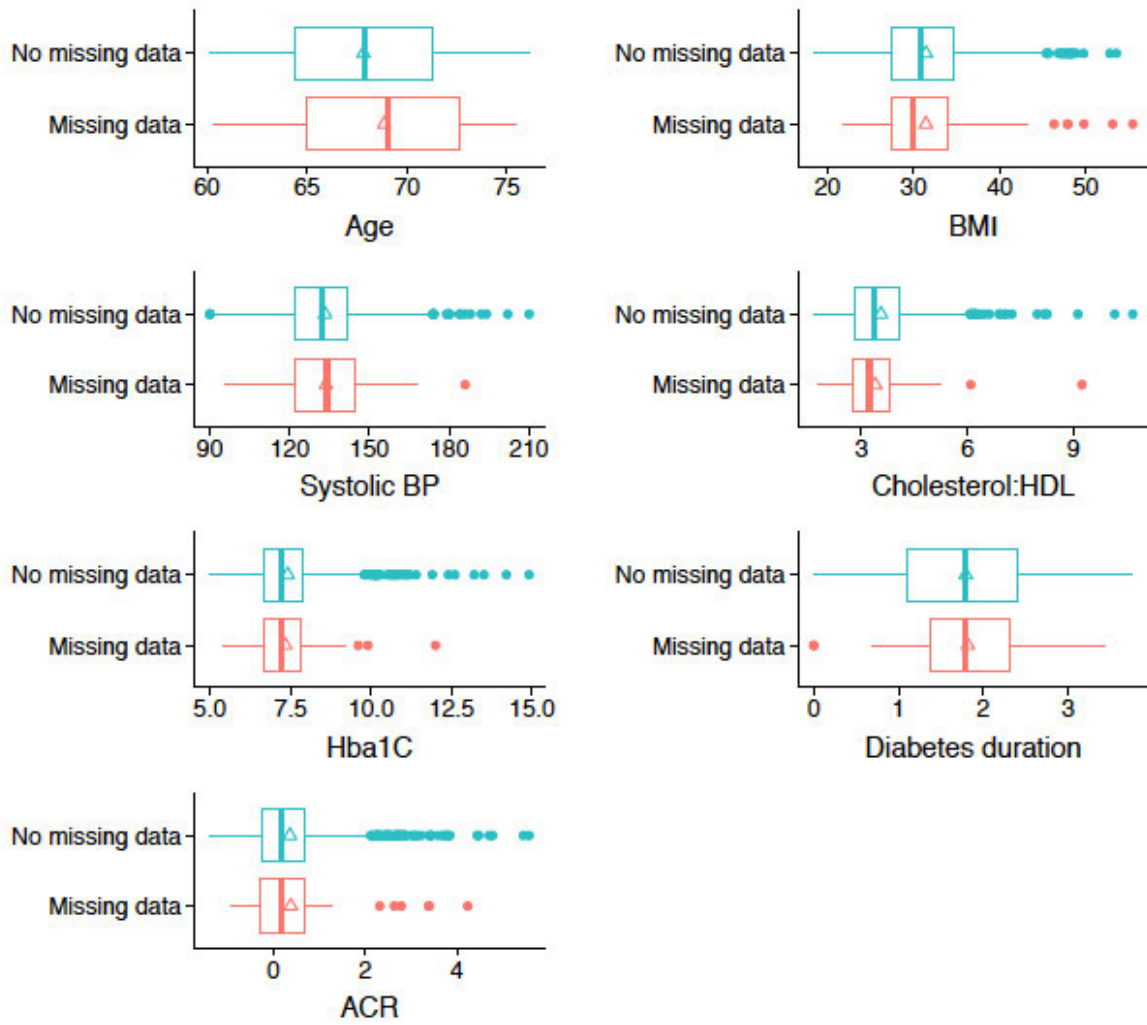 No missing data
Missing data
60 65 70 75
Age
No missing data
Missing data
20 30 40 50
BMI
No missing data
Missing data
90 120 150 180 210
Systolic BP
No missing data
Missing data
3 6 9
Cholesterol:HDL
No missing data
Missing data
5.0 7.5 10.0 12.5 15.0
Hba1C
No missing data
Missing data
0 1 2 3
Diabetes duration
No missing data
Missing data
0 2 4
ACR